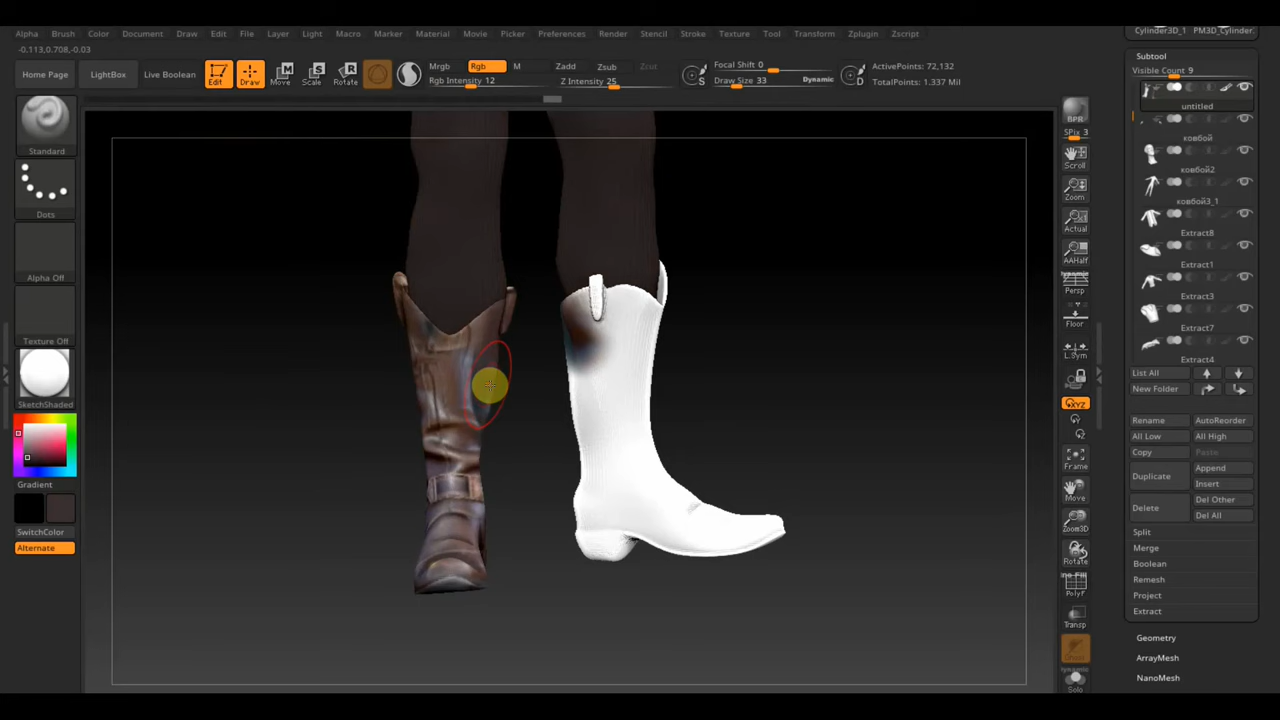 Alpha Brush Color Document Draw Edit File Layer Light Macro Marker Material Movie Picker Preferences Render Stencil Stroke Texture Tool Transform Zplugin Zscript
Cylinder3D_1 PM3D_Cylinder.
-0.113,0.708,-0.03
Home Page LightBox Live Boolean Edit Draw Move Scale Rotate
Mrgb Rgb M Zadd Zsub Zcut
Rgb Intensity 12 Z Intensity 25
Focal Shift 0
Draw Size 33 Dynamic
ActivePoints: 72,132
TotalPoints: 1.337 Mil
S
D
Standard
Dots
Alpha Off
Texture Off
SketchShaded
Gradient
SwitchColor
Alternate
BPR
SPix 3
Scroll
Zoom
Actual
AAHalf
Dynamic
Persp
Floor
L.Sym
XYZ
Y
Z
Frame
Move
Zoom3D
Rotate
Line Fill
PolyF
Transp
Dynamic
Solo
Subtool
Visible Count 9
untitled
ковбой
ковбой2
ковбой3_1
Extract8
Extract1
Extract3
Extract7
Extract4
List All
New Folder
Rename AutoReorder
All Low All High
Copy Paste
Duplicate Append
Insert
Delete Del Other
Del All
Split
Merge
Boolean
Remesh
Project
Extract
Geometry
ArrayMesh
NanoMesh